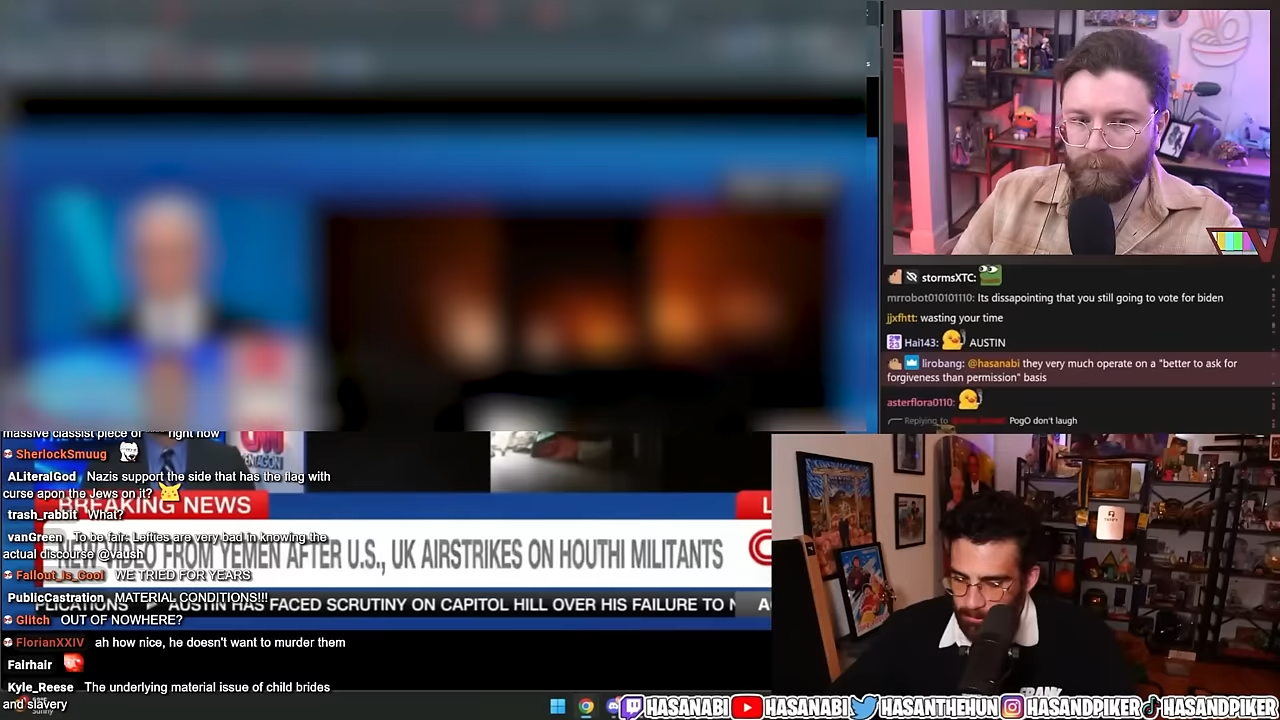 stormsXTC:
mrrobot010101110: Its dissapointing that you still going to vote for biden
jjxfhtt: wasting your time
Hai143: AUSTIN
lirobang: @hasanabi they very much operate on a "better to ask for
forgiveness than permission" basis
asterflora0110:
Replying to
PogO don't laugh
massive classist piece of right now
SherlockSmuug
ALiteralGod Nazis support the side that has the flag with
curse apon the Jews on it?
trash_rabbit What?
vanGreen To be fair: Lefties are very bad in knowing the
actual discourse @Vaush
Fallout_Is_Cool WE TRIED FOR YEARS
PublicCastration MATERIAL CONDITIONS!!!
Glitch OUT OF NOWHERE?
FlorianXXIV ah how nice, he doesn't want to murder them
Fairhair
Kyle_Reese The underlying material issue of child brides
and slavery
CNN
PENTAGON
BREAKING NEWS
NEW VIDEO FROM YEMEN AFTER U.S., UK AIRSTRIKES ON HOUTHI MILITANTS
PLICATIONS AUSTIN HAS FACED SCRUTINY ON CAPITOL HILL OVER HIS FAILURE TO N
HASANABI HASANABI HASANTHEHUN HASANDPIKER HASANDPIKER